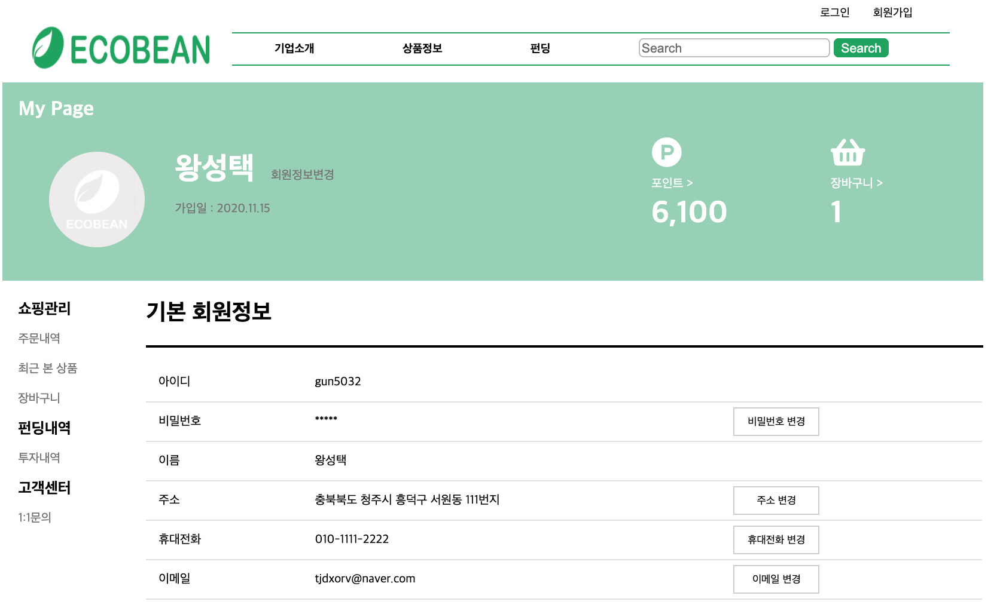 로그인 회원가입
ECOBEAN
기업소개 상품정보 펀딩 Search Search
My Page
왕성택 회원정보변경
가입일 : 2020.11.15
ECOBEAN
P
포인트 > 장바구니 >
6,100 1
쇼핑관리
주문내역
최근 본 상품
장바구니
펀딩내역
투자내역
고객센터
1:1문의
기본 회원정보
아이디 gun5032
비밀번호 ***** 비밀번호 변경
이름 왕성택
주소 충북북도 청주시 흥덕구 서원동 111번지 주소 변경
휴대전화 010-1111-2222 휴대전화 변경
이메일 tjdxorv@naver.com 이메일 변경